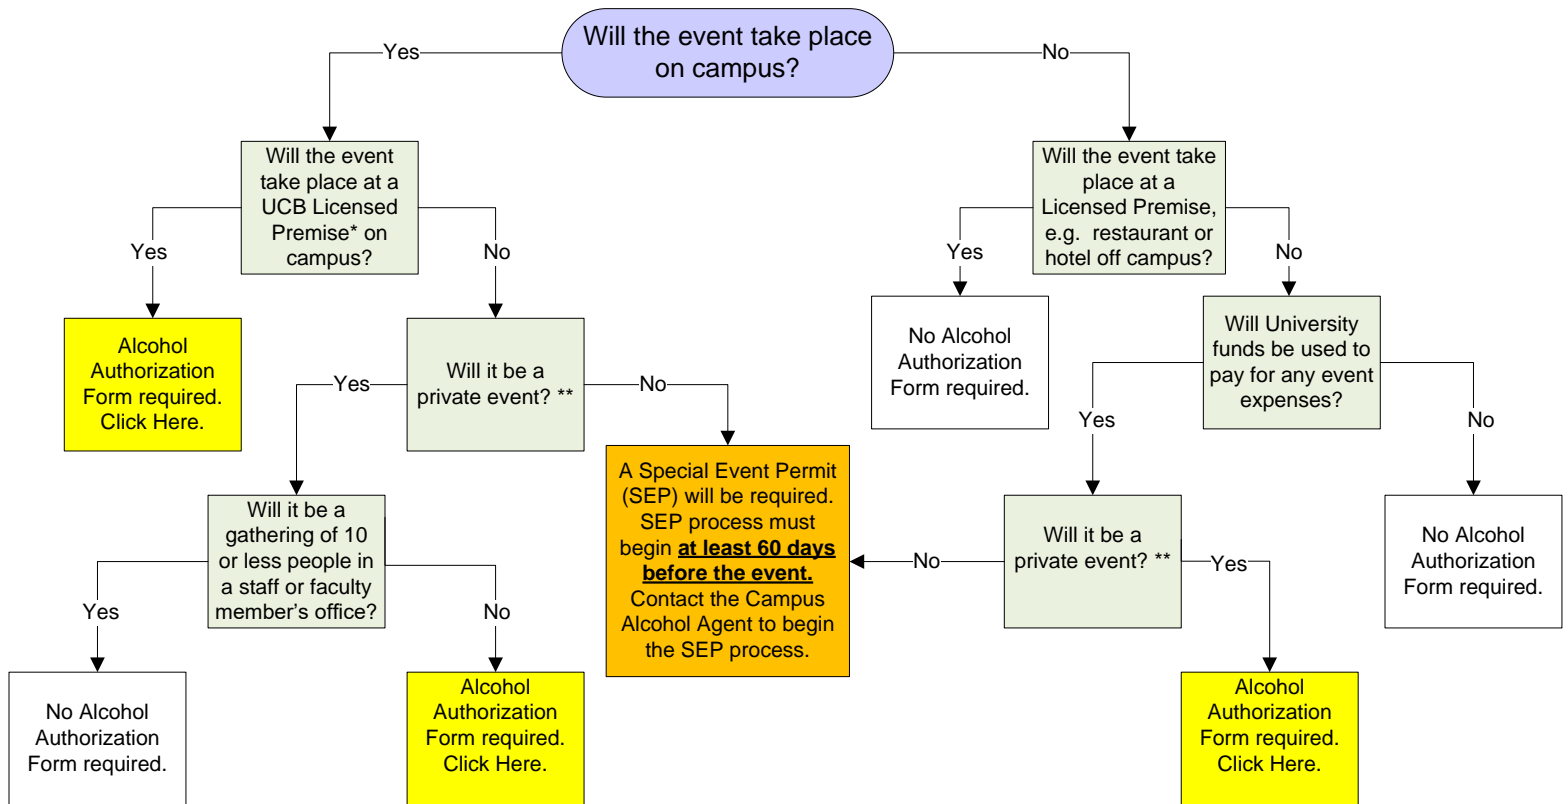 Will the event take place
on campus?
Yes
No
Will the event
take place at a
UCB Licensed
Premise* on
campus?
Will the event take
place at a
Licensed Premise,
e.g. restaurant or
hotel off campus?
Yes
No
Yes
No
Alcohol
Authorization
Form required.
Click Here.
Will it be a
private event? **
No Alcohol
Authorization
Form required.
Will University
funds be used to
pay for any event
expenses?
Yes
No
Yes
No
Will it be a
gathering of 10
or less people in
a staff or faculty
member’s office?
A Special Event Permit
(SEP) will be required.
SEP process must
begin at least 60 days
before the event.
Contact the Campus
Alcohol Agent to begin
the SEP process.
No
Will it be a
private event? **
Yes
No Alcohol
Authorization
Form required.
Yes
No
No Alcohol
Authorization
Form required.
Alcohol
Authorization
Form required.
Click Here.
Alcohol
Authorization
Form required.
Click Here.